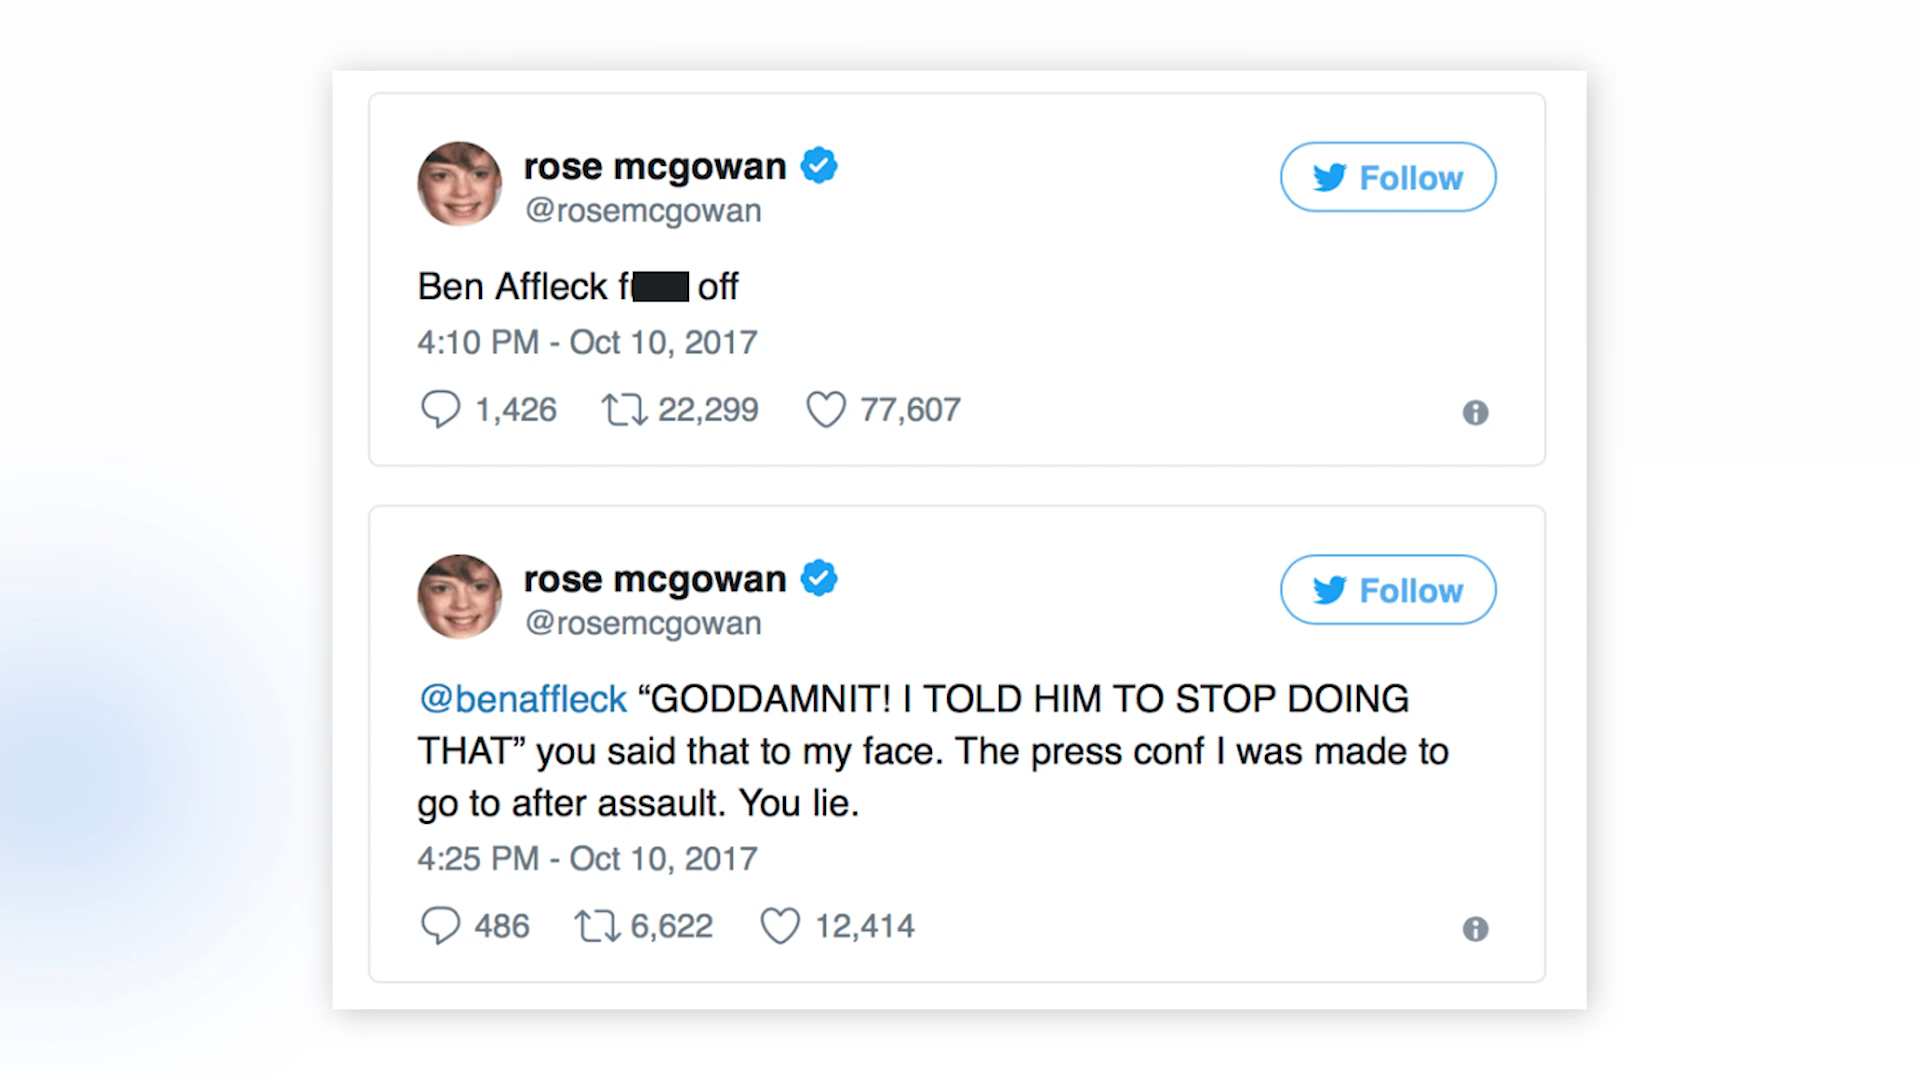 rose mcgowan
@rosemcgowan
Follow
Ben Affleck f off
4:10 PM - Oct 10, 2017
1,426 22,299 77,607
rose mcgowan
@rosemcgowan
Follow
@benaffleck “GODDAMNIT! I TOLD HIM TO STOP DOING
THAT” you said that to my face. The press conf I was made to
go to after assault. You lie.
4:25 PM - Oct 10, 2017
486 6,622 12,414